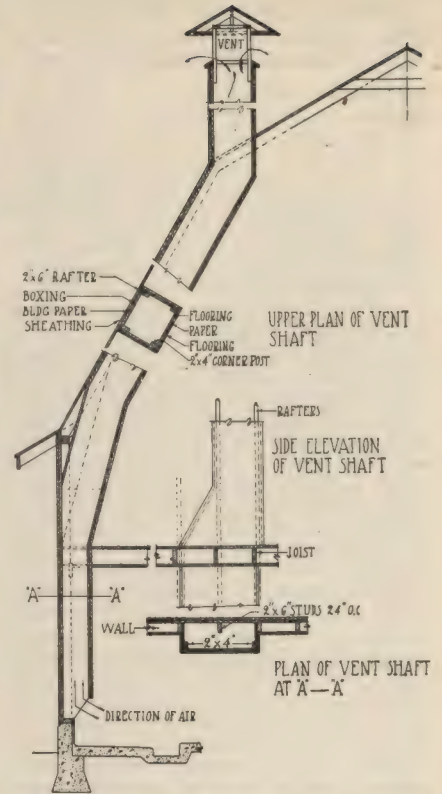 VENT
2"x6" RAFTER
BOXING
BLDG PAPER
SHEATHING
FLOORING
PAPER
FLOORING
2"x4" CORNER POST
UPPER PLAN OF VENT
SHAFT
RAFTERS
SIDE ELEVATION
OF VENT SHAFT
JOIST
"A" "A"
2"x6" STUDS 24" O.C
WALL
2"x4"
PLAN OF VENT SHAFT
AT "A"—"A"
DIRECTION OF AIR